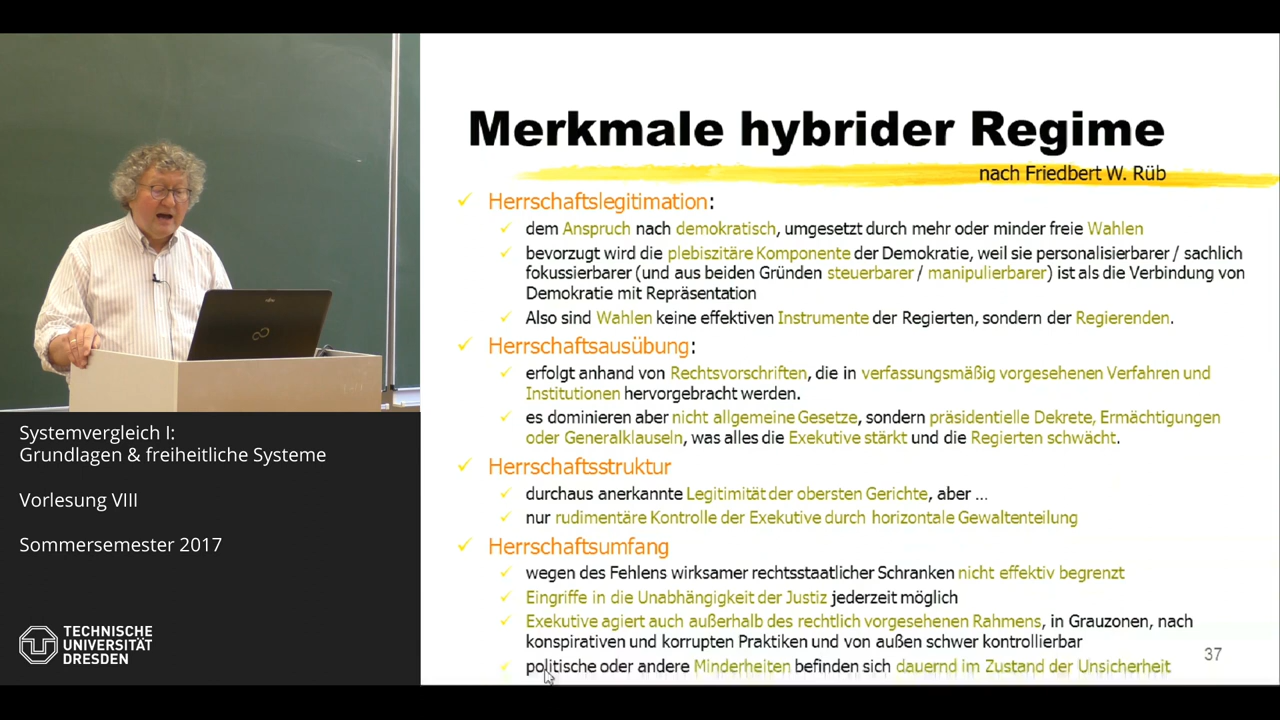 Merkmale hybrider Regime
nach Friedbert W. Rüb
Herrschaftslegitimation:
dem Anspruch nach demokratisch, umgesetzt durch mehr oder minder freie Wahlen
bevorzugt wird die plebiszitäre Komponente der Demokratie, weil sie personalisierbarer / sachlich
fokussierbarer (und aus beiden Gründen steuerbarer / manipulierbarer) ist als die Verbindung von
Demokratie mit Repräsentation
Also sind Wahlen keine effektiven Instrumente der Regierten, sondern der Regierenden.
Herrschaftsausübung:
erfolgt anhand von Rechtsvorschriften, die in verfassungsmäßig vorgesehenen Verfahren und
Institutionen hervorgebracht werden.
es dominieren aber nicht allgemeine Gesetze, sondern präsidentielle Dekrete, Ermächtigungen
oder Generalklauseln, was alles die Exekutive stärkt und die Regierten schwächt.
Herrschaftsstruktur
durchaus anerkannte Legitimität der obersten Gerichte, aber ...
nur rudimentäre Kontrolle der Exekutive durch horizontale Gewaltenteilung
Herrschaftsumfang
wegen des Fehlens wirksamer rechtsstaatlicher Schranken nicht effektiv begrenzt
Eingriffe in die Unabhängigkeit der Justiz jederzeit möglich
Exekutive agiert auch außerhalb des rechtlich vorgesehenen Rahmens, in Grauzonen, nach
konspirativen und korrupten Praktiken und von außen schwer kontrollierbar
politische oder andere Minderheiten befinden sich dauernd im Zustand der Unsicherheit
37
Systemvergleich I:
Grundlagen & freiheitliche Systeme
Vorlesung VIII
Sommersemester 2017
TECHNISCHE
UNIVERSITÄT
DRESDEN